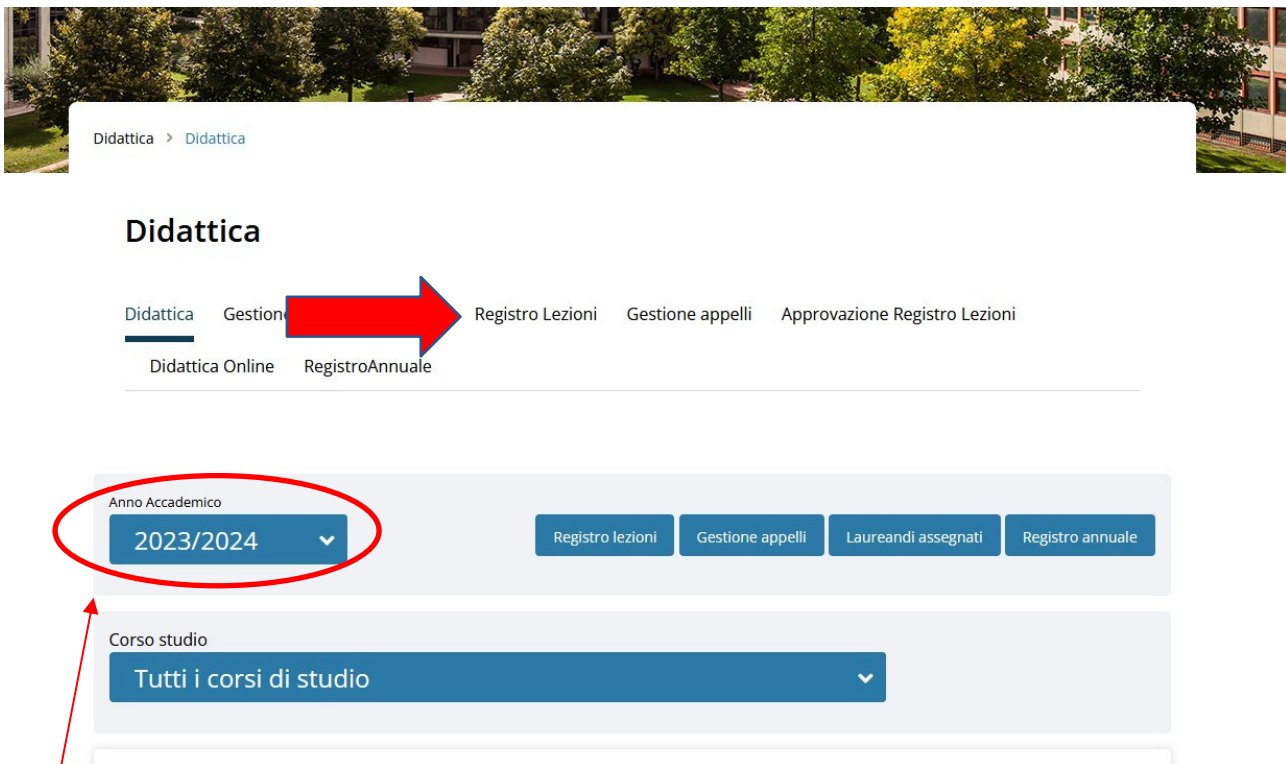 Didattica > Didattica
Didattica
Didattica Gestione Registro Lezioni Gestione appelli Approvazione Registro Lezioni
Didattica Online RegistroAnnuale
Anno Accademico
2023/2024 Registro lezioni Gestione appelli Laureandi assegnati Registro annuale
Corso studio
Tutti i corsi di studio